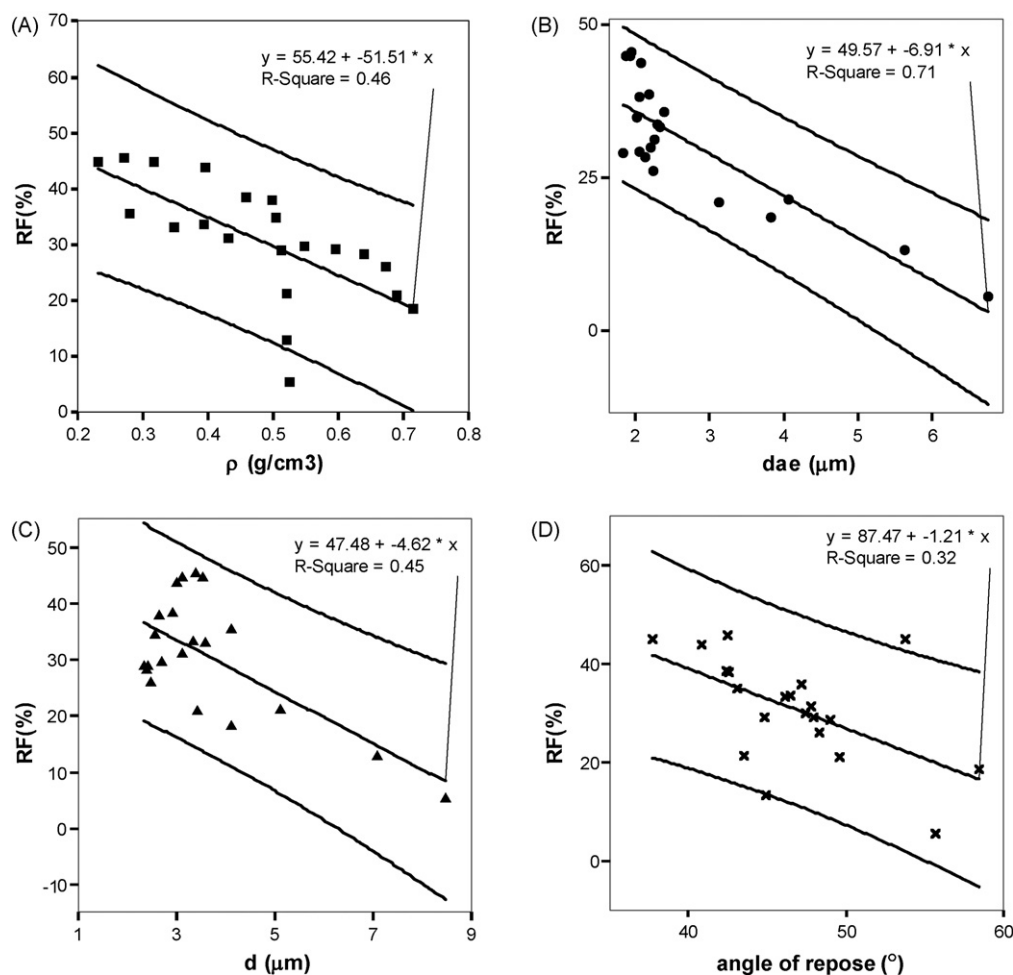 (A)
70
60
50
40
30
20
10
0
RF(%)
y = 55.42 + -51.51 * x
R-Square = 0.46
0.2 0.3 0.4 0.5 0.6 0.7 0.8
ρ (g/cm3)
(B)
50
25
0
RF(%)
y = 49.57 + -6.91 * x
R-Square = 0.71
2 3 4 5 6
dae (μm)
(C)
50
40
30
20
10
0
-10
RF(%)
y = 47.48 + -4.62 * x
R-Square = 0.45
1 3 5 7 9
d (μm)
(D)
60
40
20
0
RF(%)
y = 87.47 + -1.21 * x
R-Square = 0.32
40 50 60
angle of repose (°)